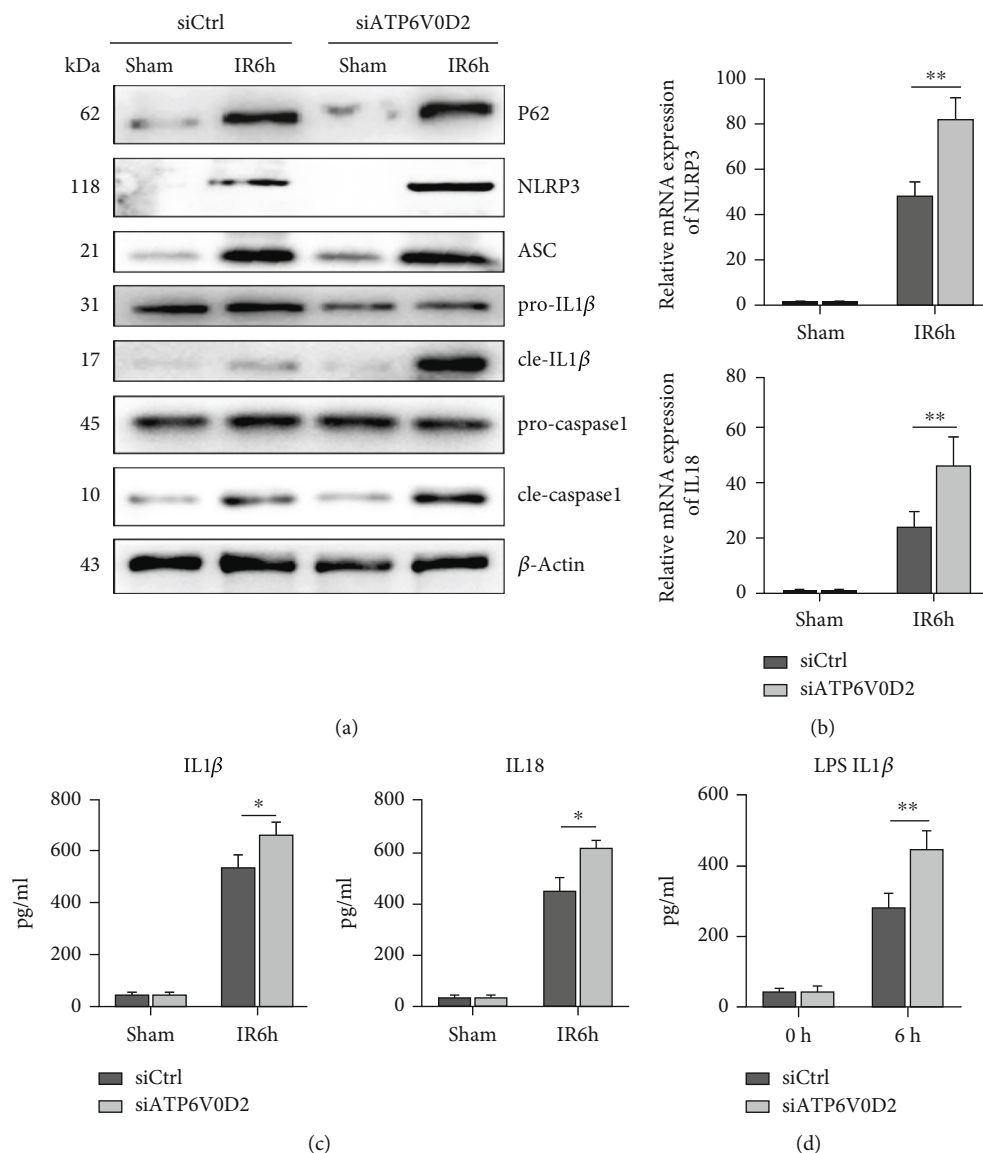 siCtrl siATP6V0D2
kDa Sham IR6h Sham IR6h
62 P62
118 NLRP3
21 ASC
31 pro-IL1β
17 cle-IL1β
45 pro-caspase1
10 cle-caspase1
43 β-Actin
(a)
Relative mRNA expression
of NLRP3
100
80
60
40
20
0
**
Sham IR6h
Relative mRNA expression
of IL18
80
60
40
20
0
**
Sham IR6h
siCtrl
siATP6V0D2
(b)
IL1β
pg/ml
800
600
400
200
0
*
Sham IR6h
IL18
pg/ml
800
600
400
200
0
*
Sham IR6h
siCtrl
siATP6V0D2
(c)
LPS IL1β
pg/ml
600
400
200
0
**
0 h 6 h
siCtrl
siATP6V0D2
(d)